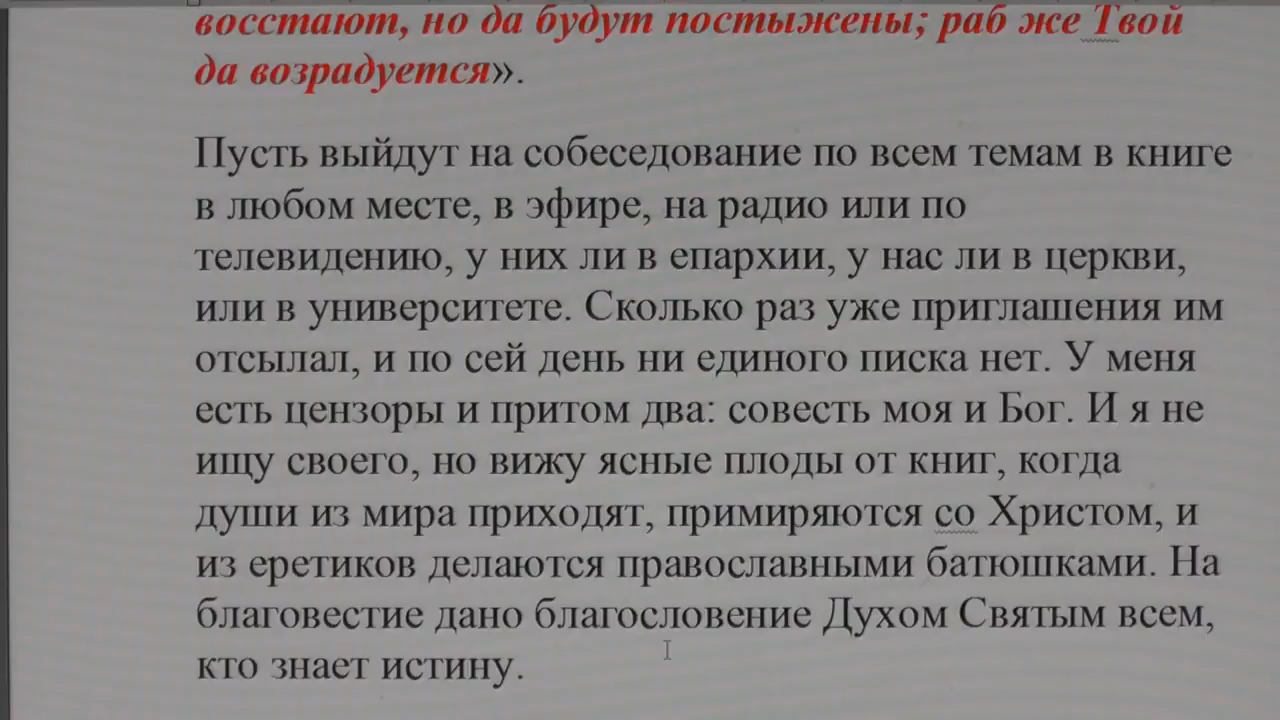 восстают, но да будут постыжены; раб же Твой
да возрадуется».
Пусть выйдут на собеседование по всем темам в книге
в любом месте, в эфире, на радио или по
телевидению, у них ли в епархии, у нас ли в церкви,
или в университете. Сколько раз уже приглашения им
отсылал, и по сей день ни единого писка нет. У меня
есть цензоры и притом два: совесть моя и Бог. И я не
ищу своего, но вижу ясные плоды от книг, когда
души из мира приходят, примиряются со Христом, и
из еретиков делаются православными батюшками. На
благовестие дано благословение Духом Святым всем,
кто знает истину.